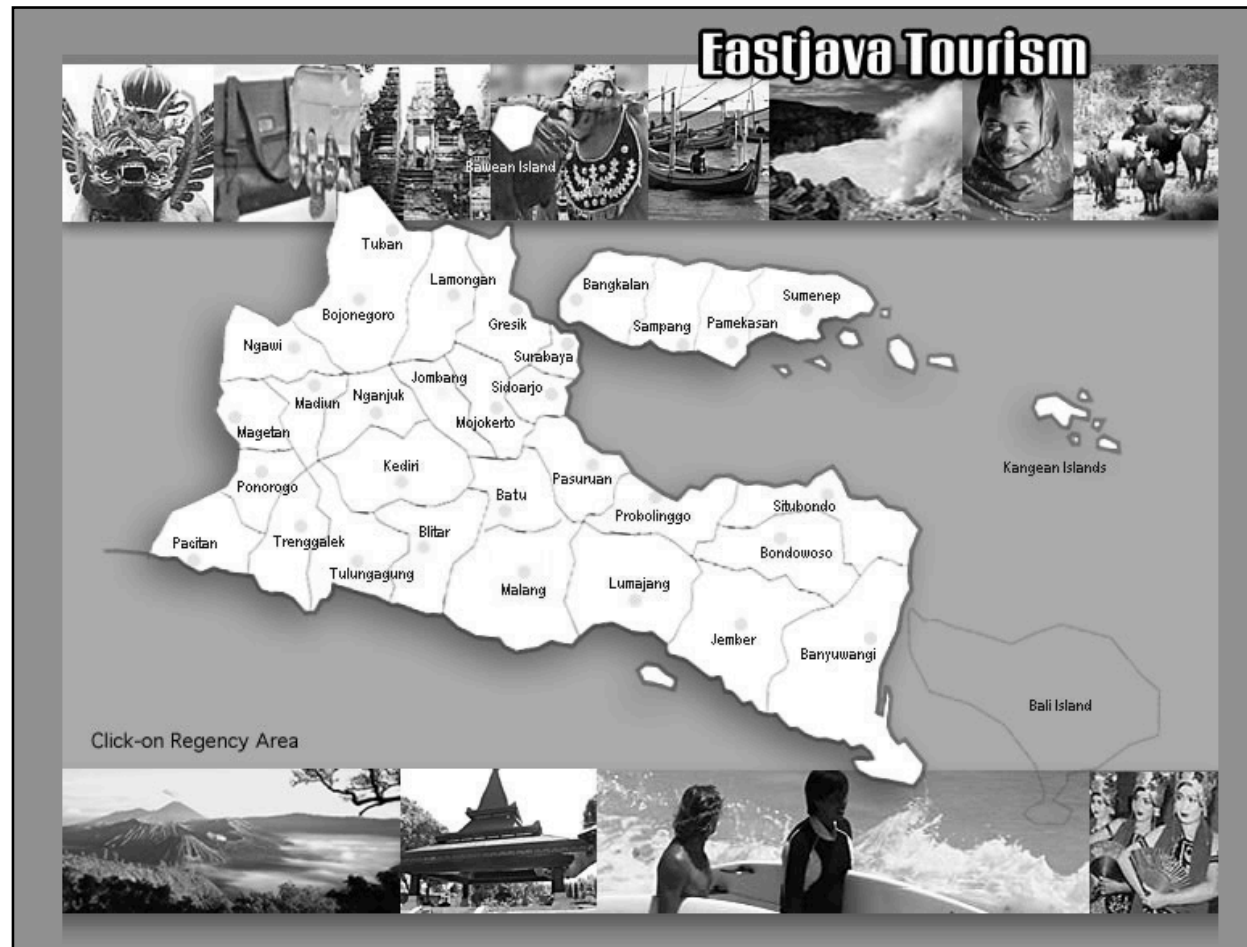 Eastjava Tourism
Bawean Island
Tuban
Lamongan
Bangkalan
Sumenep
Bojonegoro
Gresik
Sampang
Pamekasan
Ngawi
Surabaya
Jombang
Sidoarjo
Madiun
Nganjuk
Mojokerto
Magetan
Kediri
Kangean Islands
Ponorogo
Pasuruan
Batu
Situbondo
Probolinggo
Pacitan
Trenggalek
Blitar
Bondowoso
Tulungagung
Malang
Lumajang
Jember
Banyuwangi
Bali Island
Click-on Regency Area